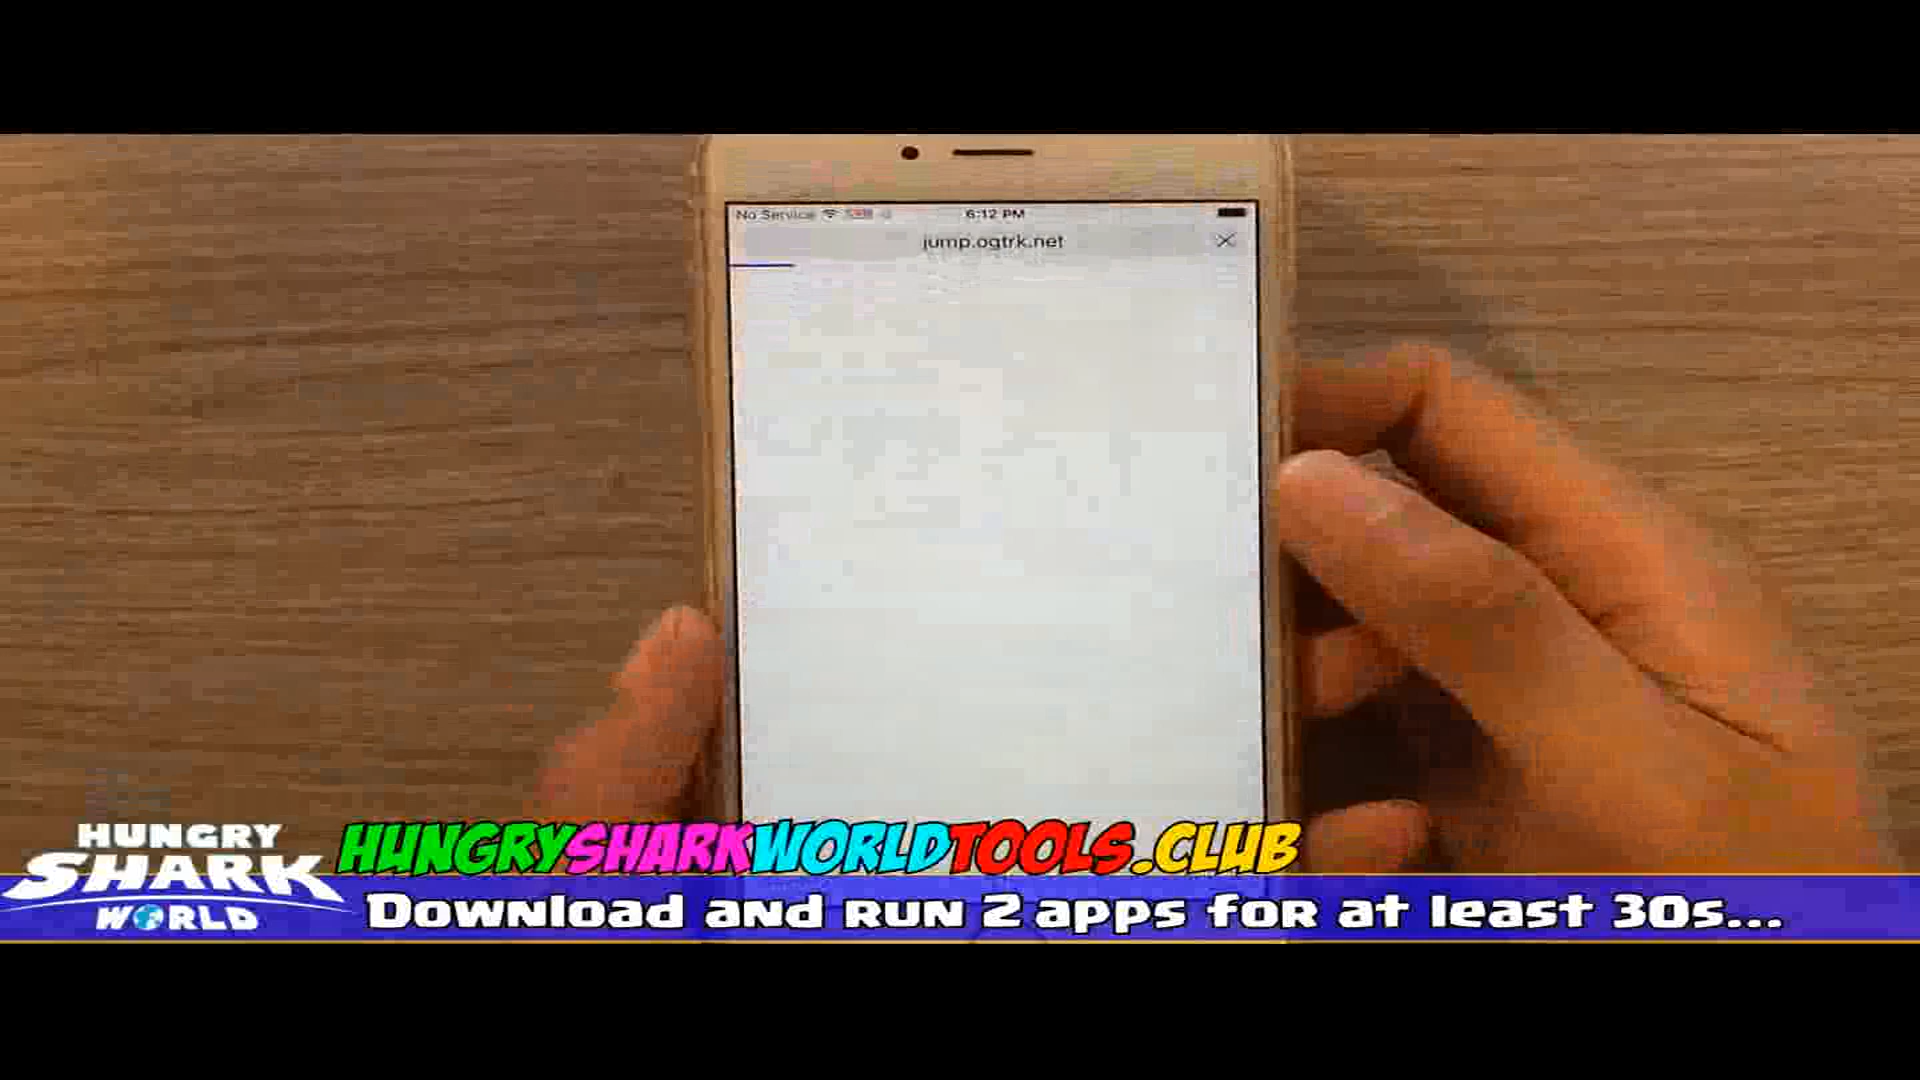 No Service 6:12 PM
jump.ogtrk.net
HUNGRY
SHARK
WORLD
HUNGRYSHARKWORLDTOOLS.CLUB
Download and run 2 apps for at least 30s...